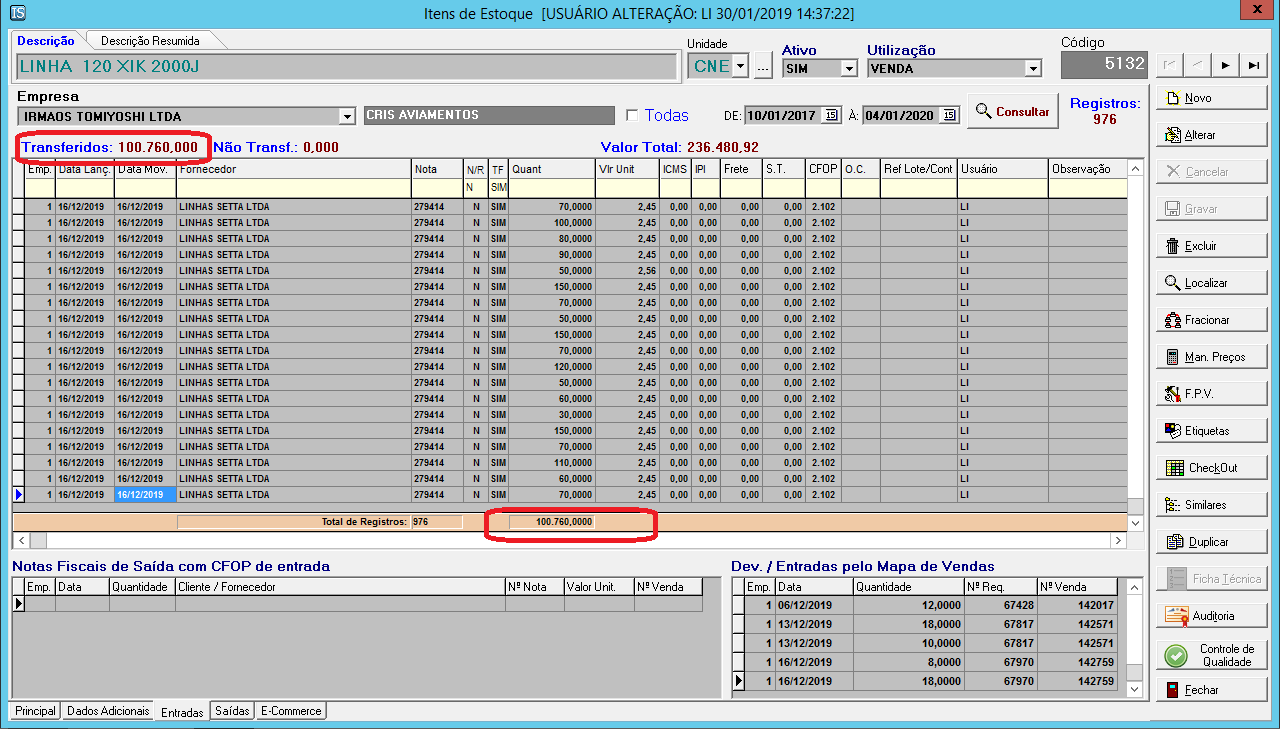 IS Itens de Estoque [USUÁRIO ALTERAÇÃO: LI 30/01/2019 14:37:22] x
Descrição Descrição Resumida
Unidade Ativo Utilização Código
LINHA 120 XIK 2000J CNE ... SIM VENDA 5132
Empresa
IRMAOS TOMIYOSHI LTDA CRIS AVIAMENTOS Todas DE: 10/01/2017 15 À: 04/01/2020 15 Consultar Registros: 976
Transferidos: 100.760,000 Não Transf.: 0,000 Valor Total: 236.480,92
Emp. Data Lanç. Data Mov. Fornecedor Nota N/R TF Quant Vlr Unit ICMS IPI Frete S.T. CFOP O.C. Ref Lote/Cont Usuário Observação
N SIM
1 16/12/2019 16/12/2019 LINHAS SETTA LTDA 279414 N SIM 70,0000 2,45 0,00 0,00 0,00 0,00 2.102 LI
1 16/12/2019 16/12/2019 LINHAS SETTA LTDA 279414 N SIM 100,0000 2,45 0,00 0,00 0,00 0,00 2.102 LI
1 16/12/2019 16/12/2019 LINHAS SETTA LTDA 279414 N SIM 80,0000 2,45 0,00 0,00 0,00 0,00 2.102 LI
1 16/12/2019 16/12/2019 LINHAS SETTA LTDA 279414 N SIM 90,0000 2,45 0,00 0,00 0,00 0,00 2.102 LI
1 16/12/2019 16/12/2019 LINHAS SETTA LTDA 279414 N SIM 50,0000 2,56 0,00 0,00 0,00 0,00 2.102 LI
1 16/12/2019 16/12/2019 LINHAS SETTA LTDA 279414 N SIM 150,0000 2,45 0,00 0,00 0,00 0,00 2.102 LI
1 16/12/2019 16/12/2019 LINHAS SETTA LTDA 279414 N SIM 70,0000 2,45 0,00 0,00 0,00 0,00 2.102 LI
1 16/12/2019 16/12/2019 LINHAS SETTA LTDA 279414 N SIM 50,0000 2,45 0,00 0,00 0,00 0,00 2.102 LI
1 16/12/2019 16/12/2019 LINHAS SETTA LTDA 279414 N SIM 150,0000 2,45 0,00 0,00 0,00 0,00 2.102 LI
1 16/12/2019 16/12/2019 LINHAS SETTA LTDA 279414 N SIM 70,0000 2,45 0,00 0,00 0,00 0,00 2.102 LI
1 16/12/2019 16/12/2019 LINHAS SETTA LTDA 279414 N SIM 120,0000 2,45 0,00 0,00 0,00 0,00 2.102 LI
1 16/12/2019 16/12/2019 LINHAS SETTA LTDA 279414 N SIM 50,0000 2,45 0,00 0,00 0,00 0,00 2.102 LI
1 16/12/2019 16/12/2019 LINHAS SETTA LTDA 279414 N SIM 60,0000 2,45 0,00 0,00 0,00 0,00 2.102 LI
1 16/12/2019 16/12/2019 LINHAS SETTA LTDA 279414 N SIM 30,0000 2,45 0,00 0,00 0,00 0,00 2.102 LI
1 16/12/2019 16/12/2019 LINHAS SETTA LTDA 279414 N SIM 150,0000 2,45 0,00 0,00 0,00 0,00 2.102 LI
1 16/12/2019 16/12/2019 LINHAS SETTA LTDA 279414 N SIM 70,0000 2,45 0,00 0,00 0,00 0,00 2.102 LI
1 16/12/2019 16/12/2019 LINHAS SETTA LTDA 279414 N SIM 110,0000 2,45 0,00 0,00 0,00 0,00 2.102 LI
1 16/12/2019 16/12/2019 LINHAS SETTA LTDA 279414 N SIM 60,0000 2,45 0,00 0,00 0,00 0,00 2.102 LI
1 16/12/2019 16/12/2019 LINHAS SETTA LTDA 279414 N SIM 70,0000 2,45 0,00 0,00 0,00 0,00 2.102 LI
Total de Registros: 976 100.760,0000
Notas Fiscais de Saída com CFOP de entrada
Emp. Data Quantidade Cliente / Fornecedor Nº Nota Valor Unit. Nº Venda
Dev. / Entradas pelo Mapa de Vendas
Emp. Data Quantidade Nº Req. Nº Venda
1 06/12/2019 12,0000 67428 142017
1 13/12/2019 18,0000 67817 142571
1 13/12/2019 10,0000 67817 142571
1 16/12/2019 8,0000 67970 142759
1 16/12/2019 18,0000 67970 142759
Principal Dados Adicionais Entradas Saídas E-Commerce
Novo
Alterar
Cancelar
Gravar
Excluir
Localizar
Fracionar
Man. Preços
F.P.V.
Etiquetas
CheckOut
Similares
Duplicar
Ficha Técnica
Auditoria
Controle de
Qualidade
Fechar